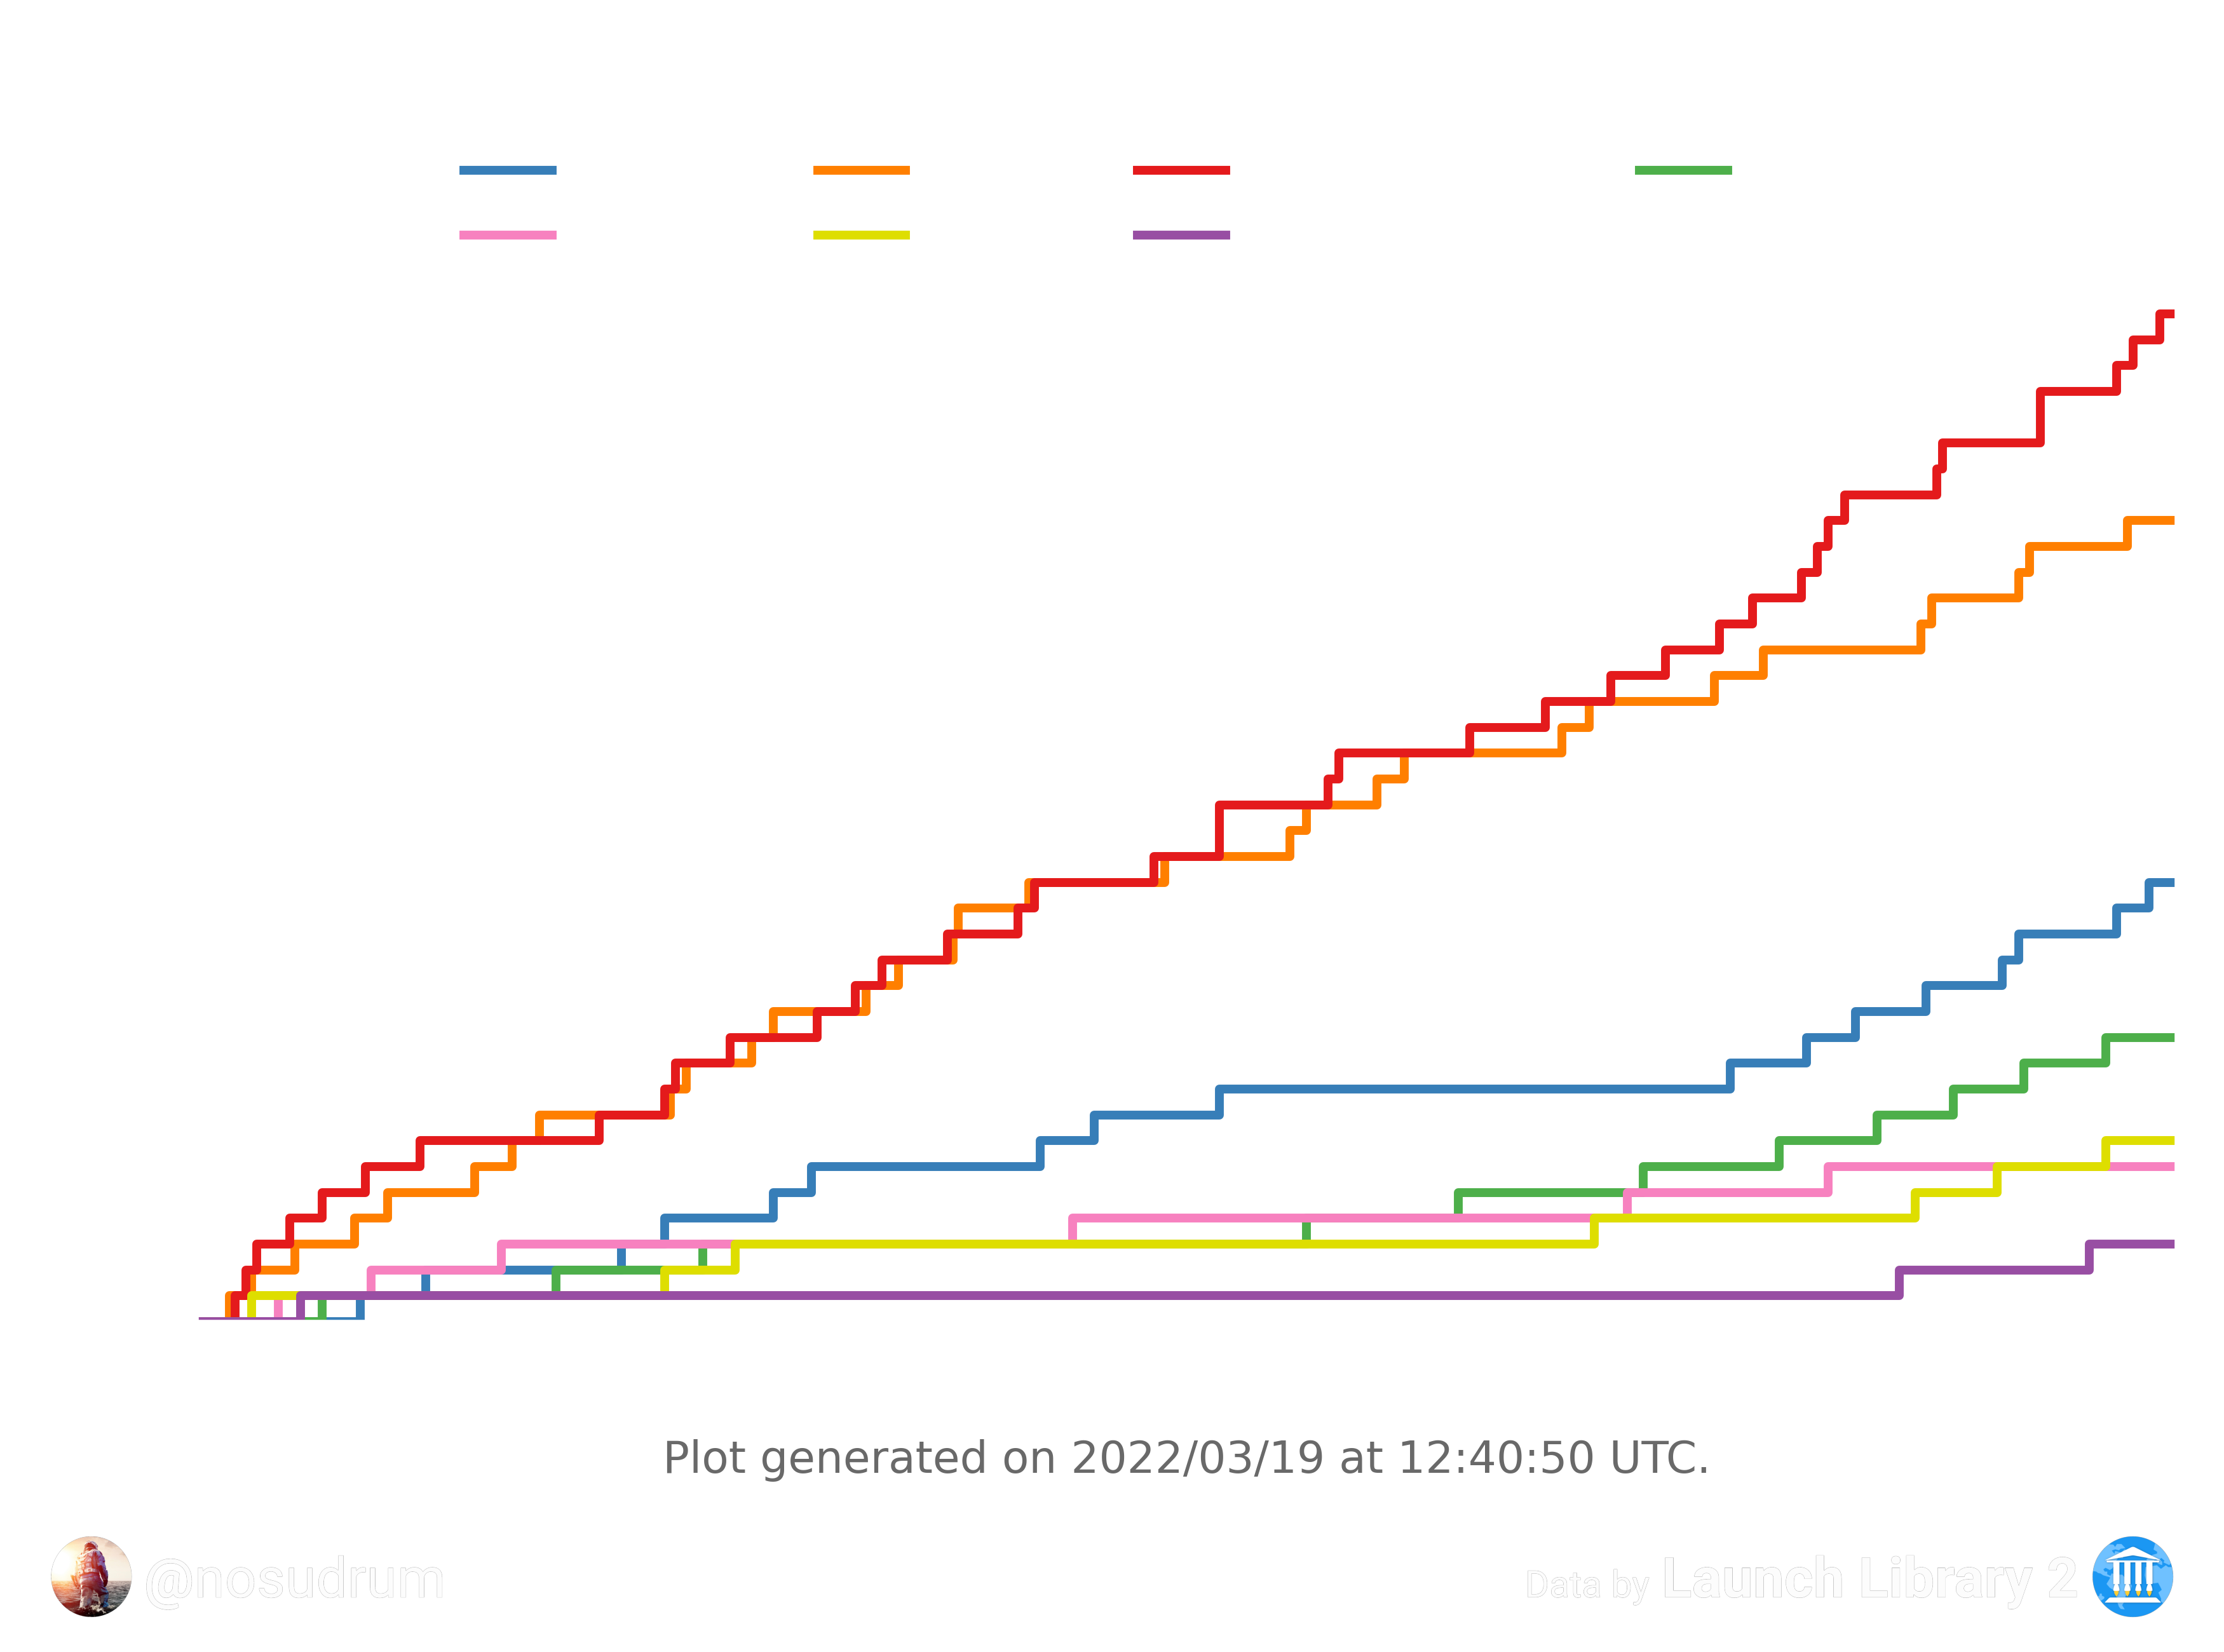 Plot generated on 2022/03/19 at 12:40:50 UTC.
@nosudrum
Data by Launch Library 2